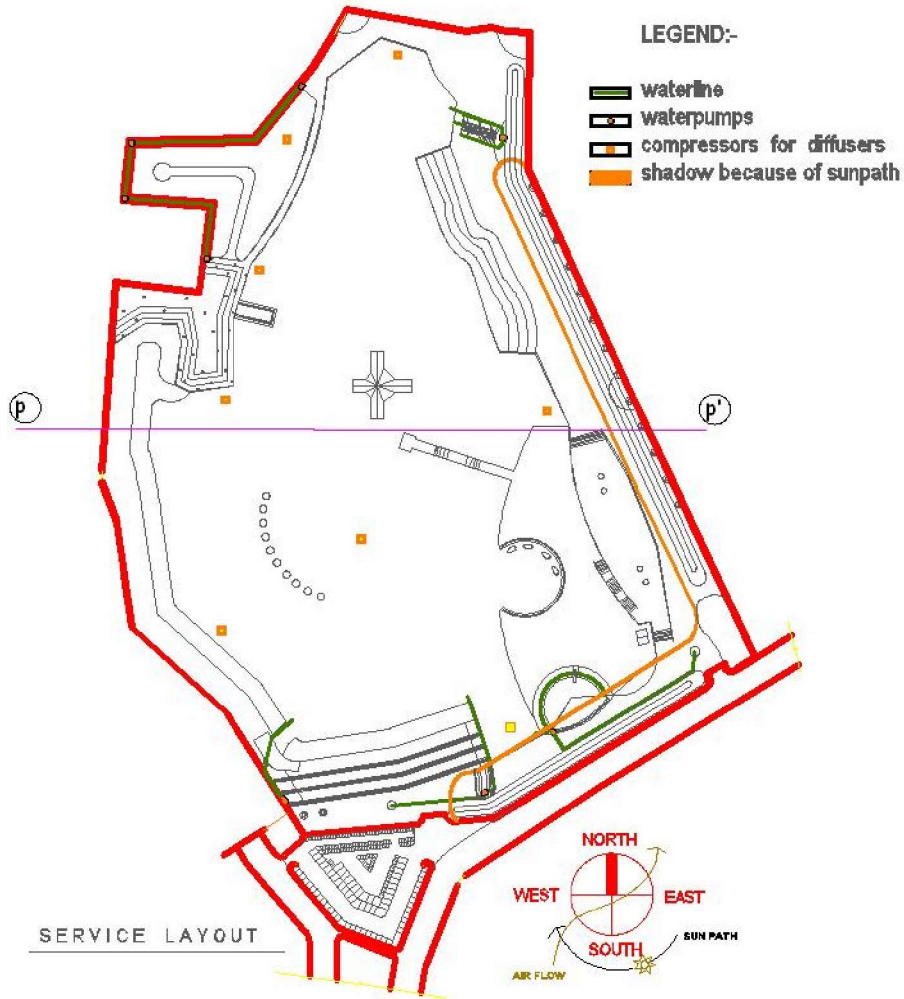 LEGEND:-
waterline
waterpumps
compressors for diffusers
shadow because of sunpath
p
p'
NORTH
WEST
EAST
SOUTH
SUN PATH
AIR FLOW
SERVICE LAYOUT